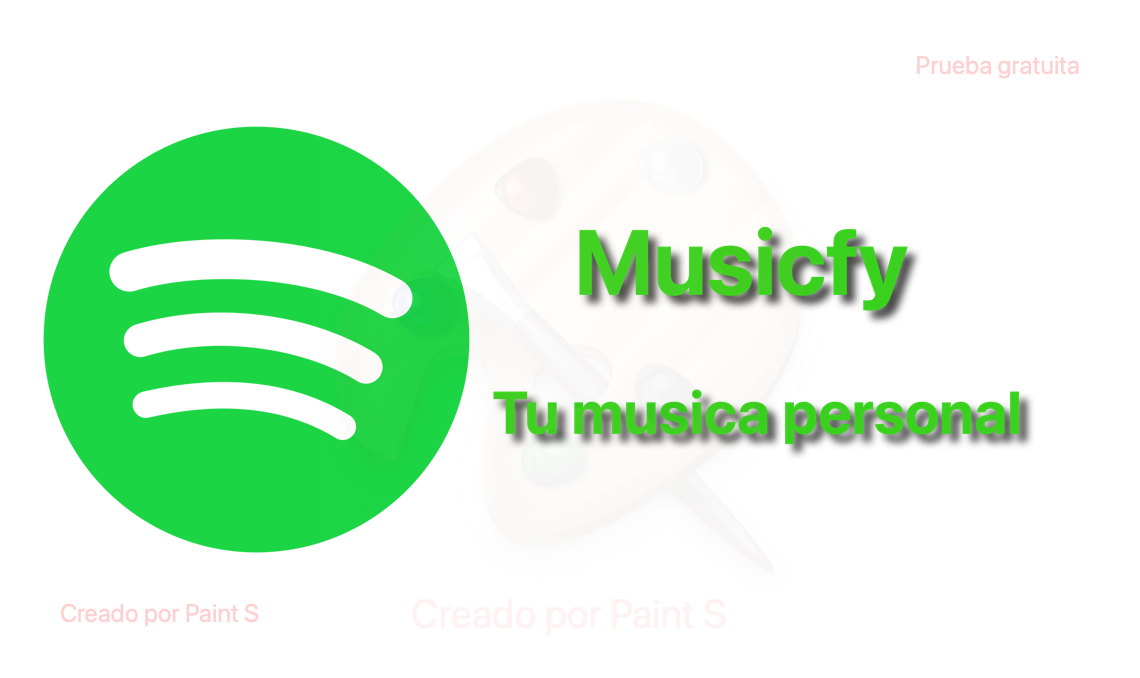 Prueba gratuita
Musicfy
Tu musica personal
Creado por Paint S
Creado por Paint S